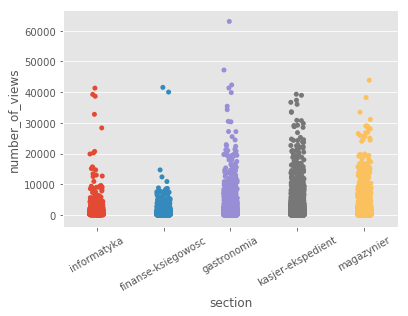 60000
50000
40000
30000
20000
10000
0
number_of_views
informatyka
finanse-ksiegowosc
gastronomia
kasjer-ekspedient
magazynier
section